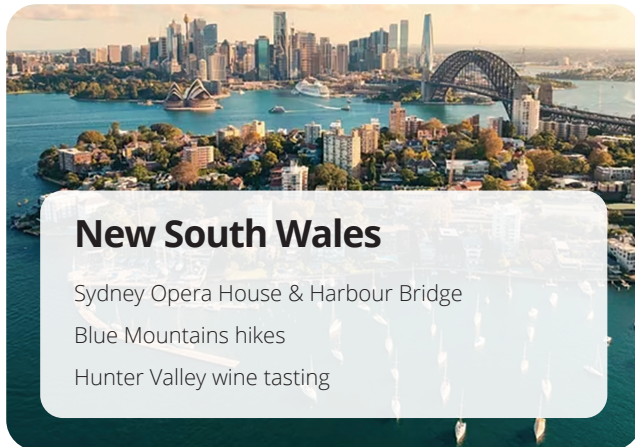 New South Wales
Sydney Opera House & Harbour Bridge
Blue Mountains hikes
Hunter Valley wine tasting